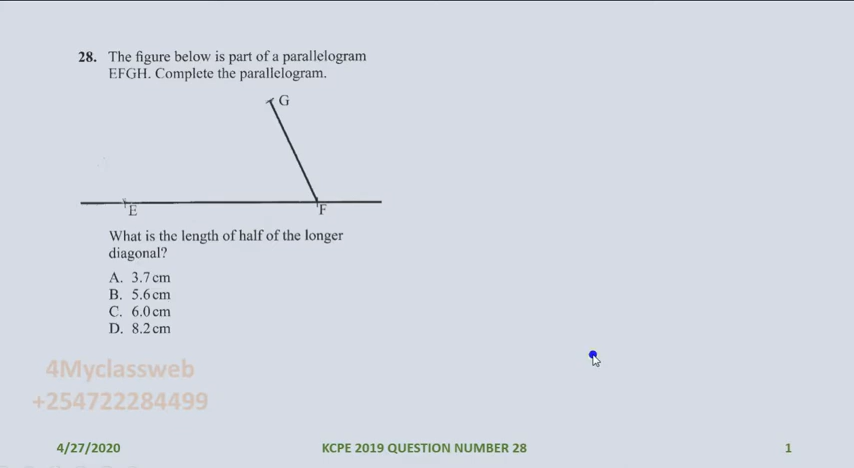 28. The figure below is part of a parallelogram
EFGH. Complete the parallelogram.
G
E
F
What is the length of half of the longer
diagonal?
A. 3.7 cm
B. 5.6 cm
C. 6.0 cm
D. 8.2 cm
4Myclassweb
+254722284499
4/27/2020
KCPE 2019 QUESTION NUMBER 28
1